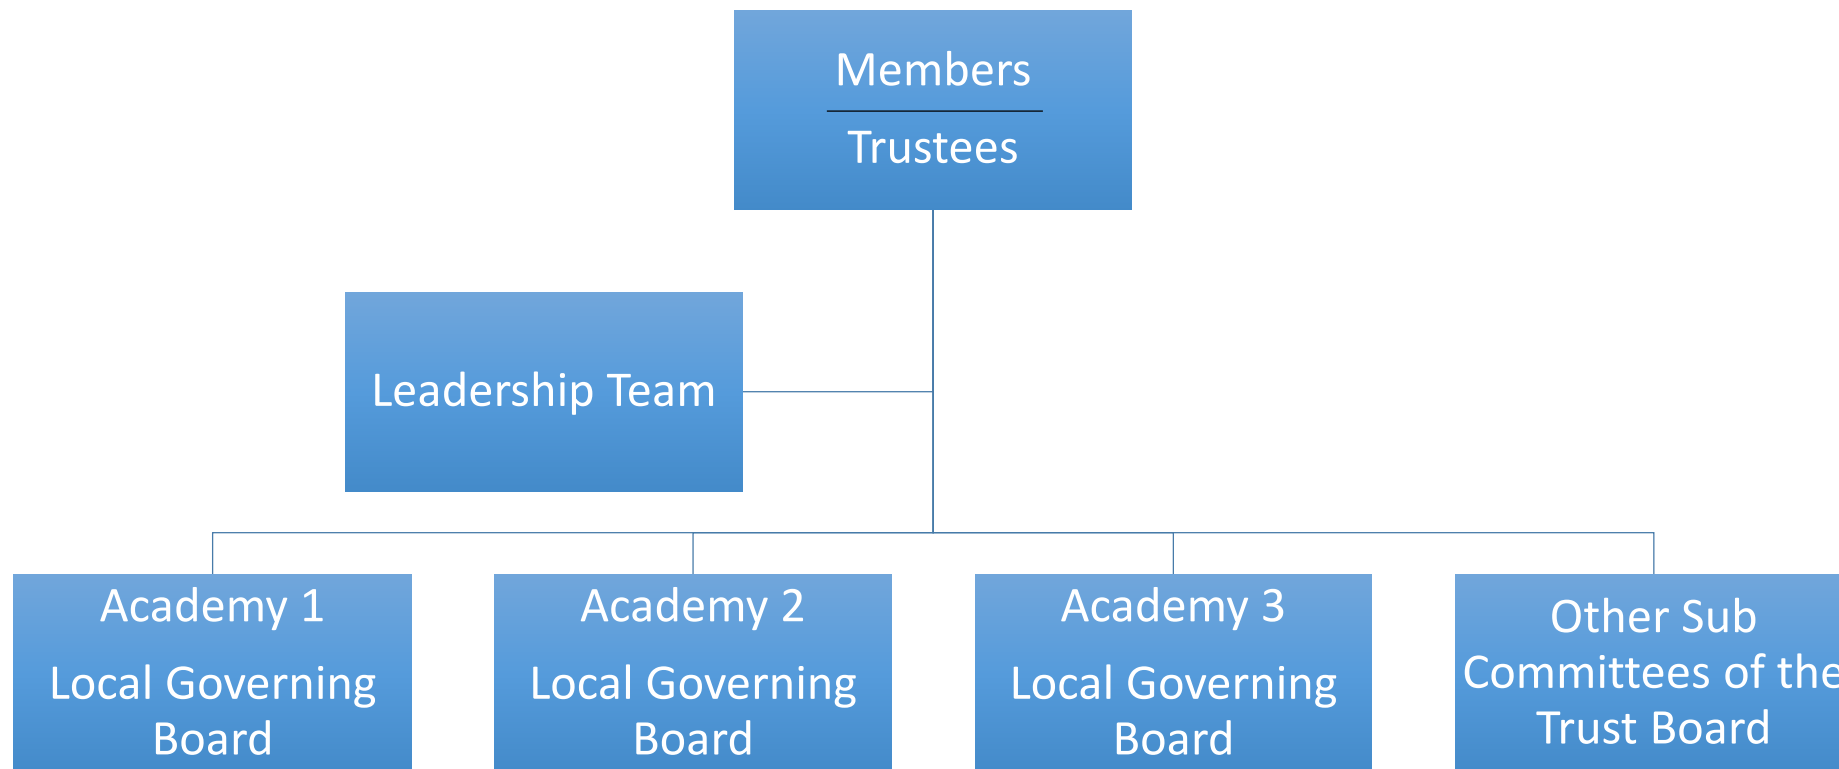 Members
Trustees
Leadership Team
Academy 1
Local Governing
Board
Academy 2
Local Governing
Board
Academy 3
Local Governing
Board
Other Sub
Committees of the
Trust Board